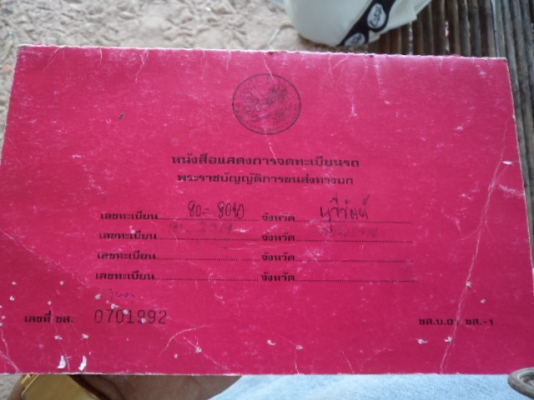 หนังสือแสดงการจดทะเบียนรถ
พระราชบัญญัติการขนส่งทางบก
เลขทะเบียน 80- จังหวัด บุรีรัมย์
เลขทะเบียน จังหวัด
เลขทะเบียน จังหวัด
เลขทะเบียน จังหวัด
เลขที่ ขส. 0701992
ขส.บ.01 ขส.-1